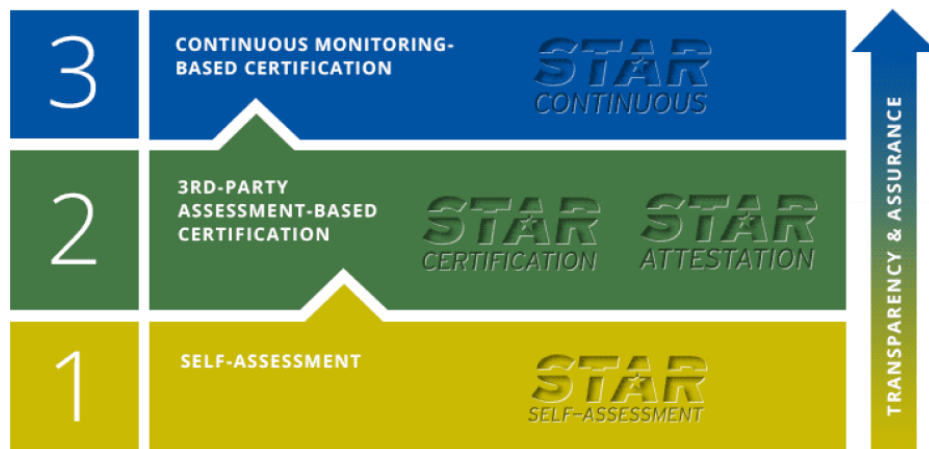 3
CONTINUOUS MONITORING-
BASED CERTIFICATION
STAR
CONTINUOUS
2
3RD-PARTY
ASSESSMENT-BASED
CERTIFICATION
STAR
CERTIFICATION
STAR
ATTESTATION
1
SELF-ASSESSMENT
STAR
SELF-ASSESSMENT
TRANSPARENCY & ASSURANCE